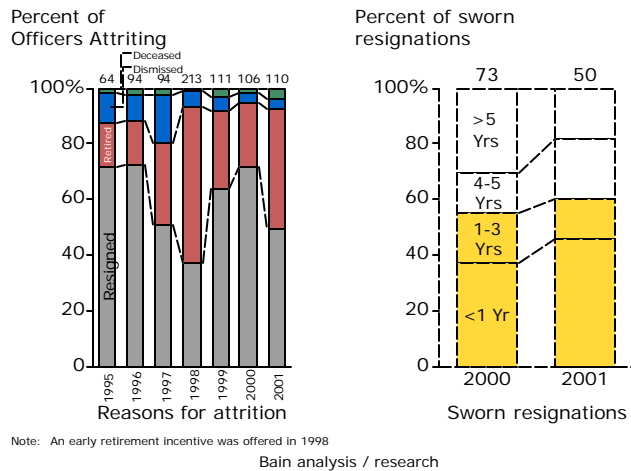 Percent of
Officers Attriting
Deceased
Dismissed
64 94 94 213 111 106 110
100%
80
60
40
20
0
Retired
Resigned
1995 1996 1997 1998 1999 2000 2001
Reasons for attrition
Percent of sworn
resignations
73 50
100%
80
60
40
20
0
>5
Yrs
4-5
Yrs
1-3
Yrs
<1 Yr
2000 2001
Sworn resignations
Note: An early retirement incentive was offered in 1998
Bain analysis / research